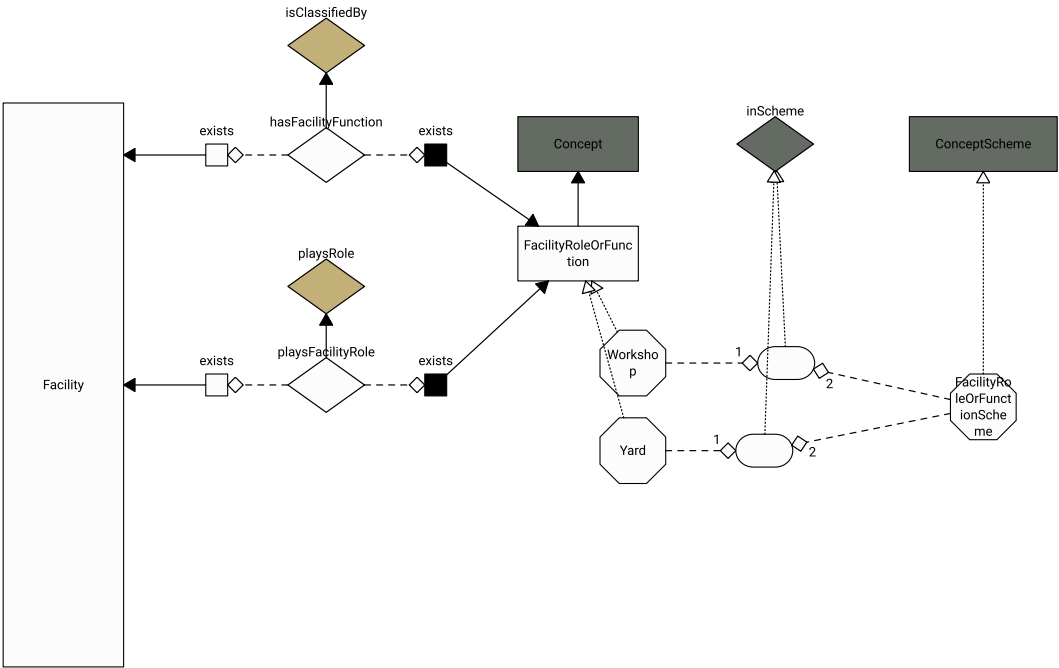 isClassifiedBy
hasFacilityFunction
exists
exists
inScheme
Concept
ConceptScheme
FacilityRoleOrFunc
tion
playsRole
playsFacilityRole
exists
exists
Facility
Worksho
p
1
2
FacilityRo
leOrFunct
ionSche
me
Yard
1
2